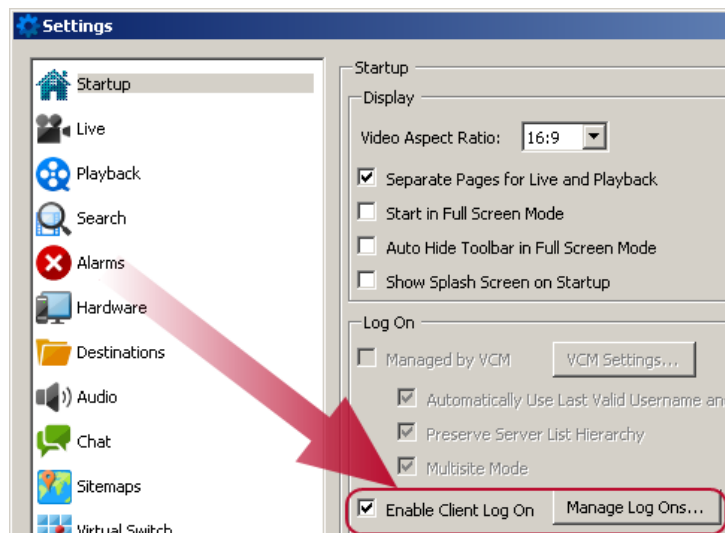 Settings
Startup
Live
Playback
Search
Alarms
Hardware
Destinations
Audio
Chat
Sitemaps
Virtual Switch
Startup
Display
Video Aspect Ratio: 16:9
Separate Pages for Live and Playback
Start in Full Screen Mode
Auto Hide Toolbar in Full Screen Mode
Show Splash Screen on Startup
Log On
Managed by VCM VCM Settings...
Automatically Use Last Valid Username an
Preserve Server List Hierarchy
Multisite Mode
Enable Client Log On Manage Log Ons...